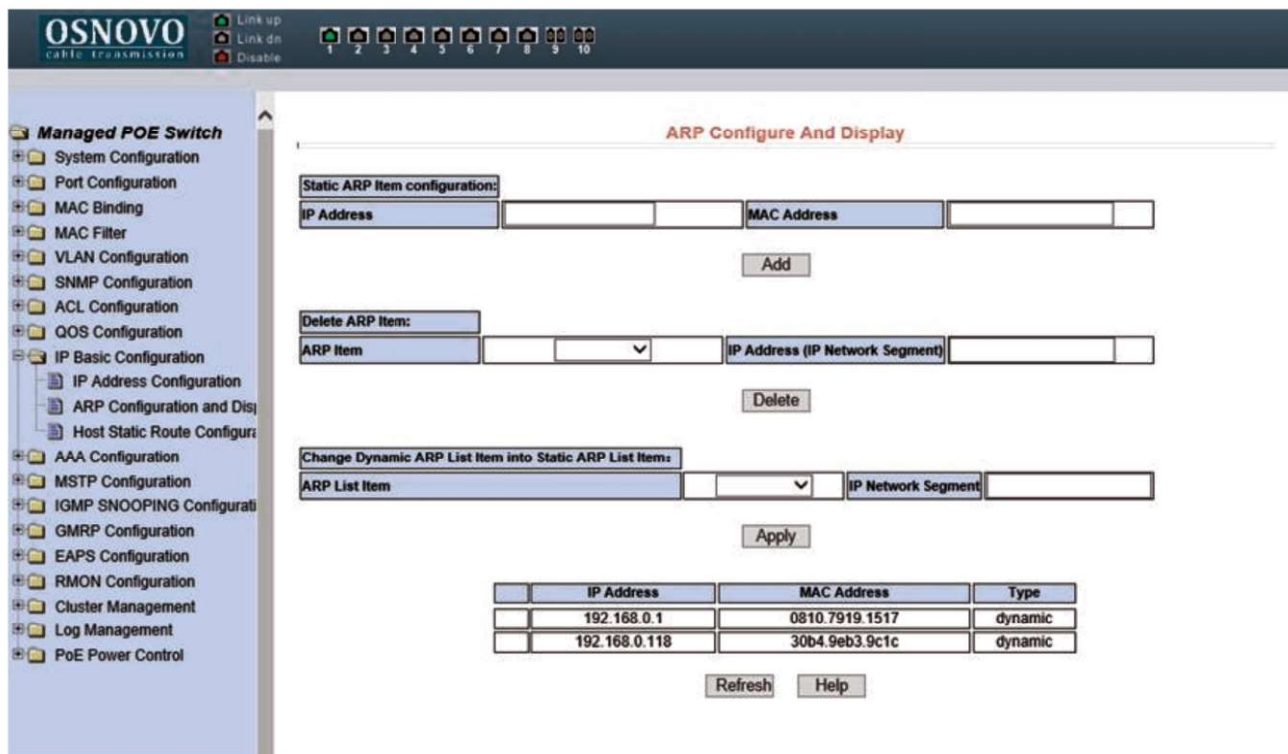 OSNOVO
cable transmission
Link up
Link dn
Disable
1 2 3 4 5 6 7 8 9 10
Managed POE Switch
System Configuration
Port Configuration
MAC Binding
MAC Filter
VLAN Configuration
SNMP Configuration
ACL Configuration
QOS Configuration
IP Basic Configuration
IP Address Configuration
ARP Configuration and Disp
Host Static Route Configura
AAA Configuration
MSTP Configuration
IGMP SNOOPING Configurati
GMRP Configuration
EAPS Configuration
RMON Configuration
Cluster Management
Log Management
PoE Power Control
ARP Configure And Display
Static ARP Item configuration:
IP Address MAC Address
Add
Delete ARP Item:
ARP Item IP Address (IP Network Segment)
Delete
Change Dynamic ARP List Item into Static ARP List Item:
ARP List Item IP Network Segment
Apply
IP Address MAC Address Type
192.168.0.1 0810.7919.1517 dynamic
192.168.0.118 30b4.9eb3.9c1c dynamic
Refresh Help